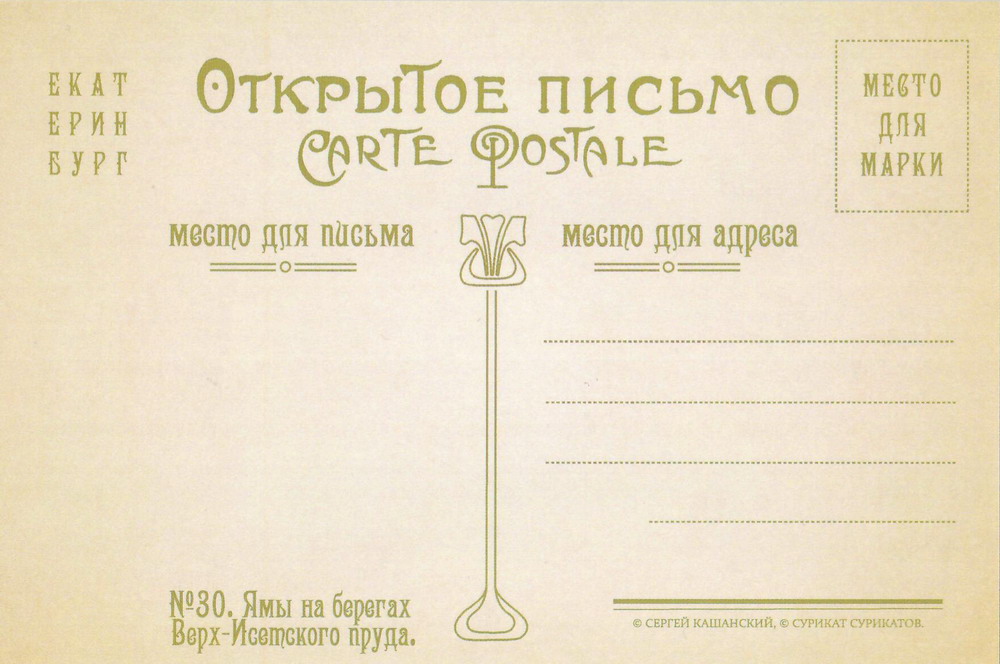 ЕКАТ
ЕРИН
БУРГ
ОТКРЫТОЕ ПИСЬМО
CARTE POSTALE
МЕСТО
ДЛЯ
МАРКИ
место для письма
место для адреса
№30. Ямы на берегах
Верх-Исетского пруда.
© СЕРГЕЙ КАШАНСКИЙ, © СУРИКАТ СУРИКАТОВ.